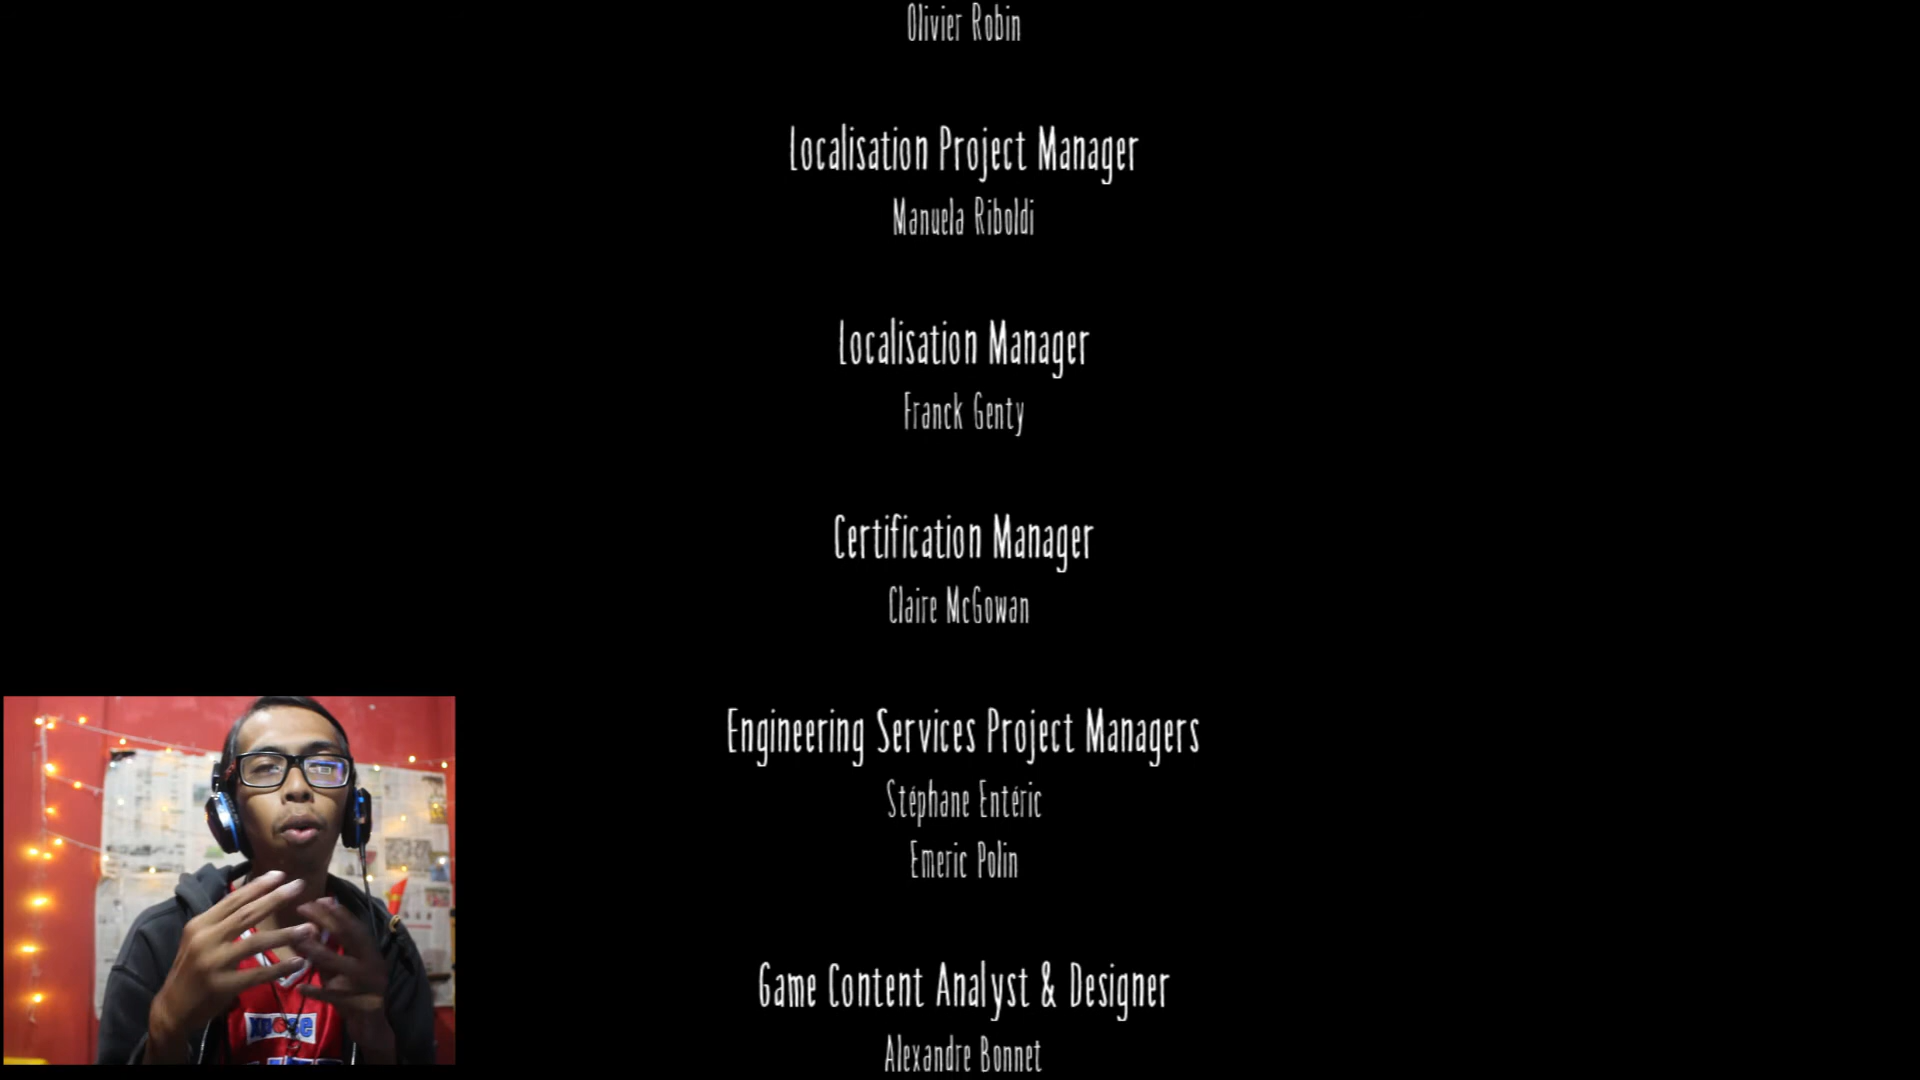 Olivier Robin
Localisation Project Manager
Manuela Riboldi
Localisation Manager
Franck Genty
Certification Manager
Claire McGowan
Engineering Services Project Managers
Stéphane Entéric
Emeric Polin
Game Content Analyst & Designer
Alexandre Bonnet